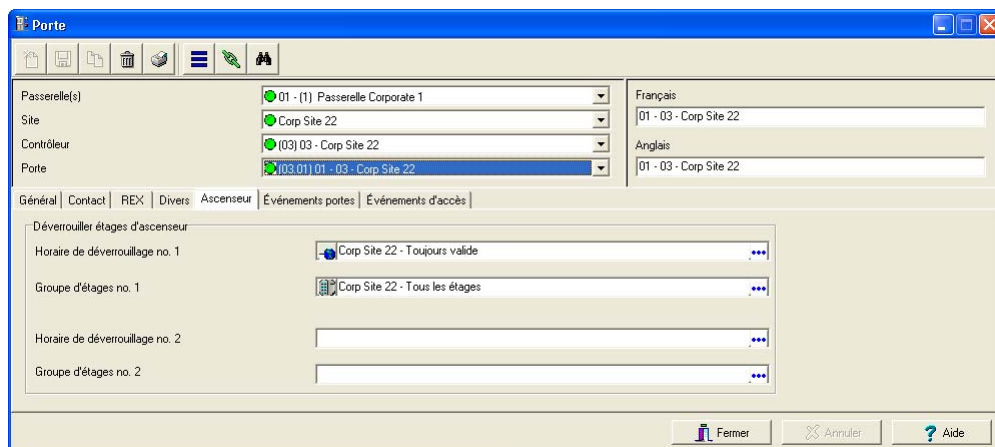 Porte
Passerelle(s)
01 - (1) Passerelle Corporate 1
Français
Site
Corp Site 22
01 - 03 - Corp Site 22
Contrôleur
(03) 03 - Corp Site 22
Anglais
Porte
(03.01) 01 - 03 - Corp Site 22
01 - 03 - Corp Site 22
Général Contact REX Divers Ascenseur Événements portes Événements d'accès
Déverrouiller étages d'ascenseur
Horaire de déverrouillage no. 1
Corp Site 22 - Toujours valide
Groupe d'étages no. 1
Corp Site 22 - Tous les étages
Horaire de déverrouillage no. 2
Groupe d'étages no. 2
Fermer
Annuler
Aide